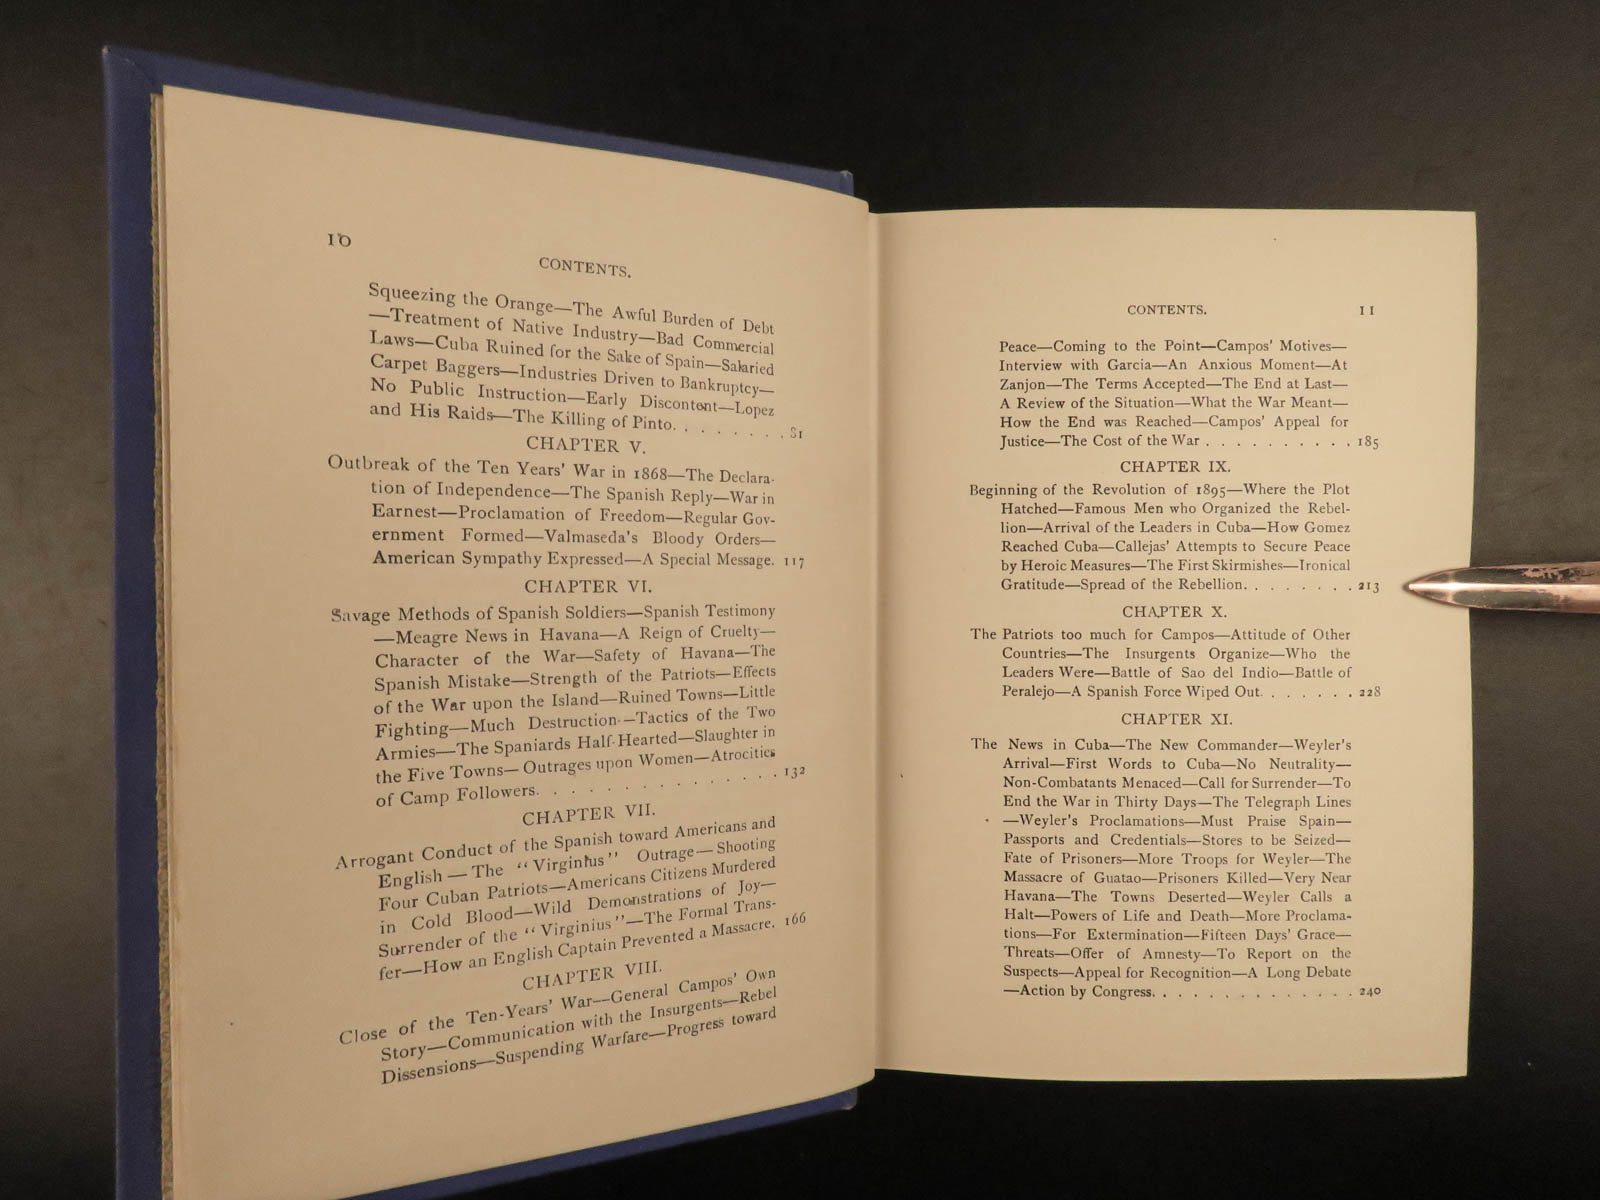 10
CONTENTS.
Squeezing the Orange—The Awful Burden of Debt
—Treatment of Native Industry—Bad Commercial
Laws—Cuba Ruined for the Sake of Spain—Salaried
Carpet Baggers—Industries Driven to Bankruptcy—
No Public Instruction—Early Discontent—Lopez
and His Raids—The Killing of Pinto. . . . . . . . 81
CHAPTER V.
Outbreak of the Ten Years' War in 1868—The Declara-
tion of Independence—The Spanish Reply—War in
Earnest—Proclamation of Freedom—Regular Gov-
ernment Formed—Valmaseda's Bloody Orders—
American Sympathy Expressed—A Special Message. 117
CHAPTER VI.
Savage Methods of Spanish Soldiers—Spanish Testimony
—Meagre News in Havana—A Reign of Cruelty—
Character of the War—Safety of Havana—The
Spanish Mistake—Strength of the Patriots—Effects
of the War upon the Island—Ruined Towns—Little
Fighting—Much Destruction—Tactics of the Two
Armies—The Spaniards Half-Hearted—Slaughter in
the Five Towns—Outrages upon Women—Atrocities
of Camp Followers. . . . . . . . . . . . . . 132
CHAPTER VII.
Arrogant Conduct of the Spanish toward Americans and
English—The "Virginius" Outrage—Shooting
Four Cuban Patriots—Americans Citizens Murdered
in Cold Blood—Wild Demonstrations of Joy—
Surrender of the "Virginius"—The Formal Trans-
fer—How an English Captain Prevented a Massacre. 166
CHAPTER VIII.
Close of the Ten-Years' War—General Campos' Own
Story—Communication with the Insurgents—Rebel
Dissensions—Suspending Warfare—Progress toward
CONTENTS. 11
Peace—Coming to the Point—Campos' Motives—
Interview with Garcia—An Anxious Moment—At
Zanjon—The Terms Accepted—The End at Last—
A Review of the Situation—What the War Meant—
How the End was Reached—Campos' Appeal for
Justice—The Cost of the War . . . . . . . . . . 185
CHAPTER IX.
Beginning of the Revolution of 1895—Where the Plot
Hatched—Famous Men who Organized the Rebel-
lion—Arrival of the Leaders in Cuba—How Gomez
Reached Cuba—Callejas' Attempts to Secure Peace
by Heroic Measures—The First Skirmishes—Ironical
Gratitude—Spread of the Rebellion. . . . . . . . 213
CHAPTER X.
The Patriots too much for Campos—Attitude of Other
Countries—The Insurgents Organize—Who the
Leaders Were—Battle of Sao del Indio—Battle of
Peralejo—A Spanish Force Wiped Out. . . . . . . 228
CHAPTER XI.
The News in Cuba—The New Commander—Weyler's
Arrival—First Words to Cuba—No Neutrality—
Non-Combatants Menaced—Call for Surrender—To
End the War in Thirty Days—The Telegraph Lines
—Weyler's Proclamations—Must Praise Spain—
Passports and Credentials—Stores to be Seized—
Fate of Prisoners—More Troops for Weyler—The
Massacre of Guatao—Prisoners Killed—Very Near
Havana—The Towns Deserted—Weyler Calls a
Halt—Powers of Life and Death—More Proclama-
tions—For Extermination—Fifteen Days' Grace—
Threats—Offer of Amnesty—To Report on the
Suspects—Appeal for Recognition—A Long Debate
—Action by Congress. . . . . . . . . . . . . . 240